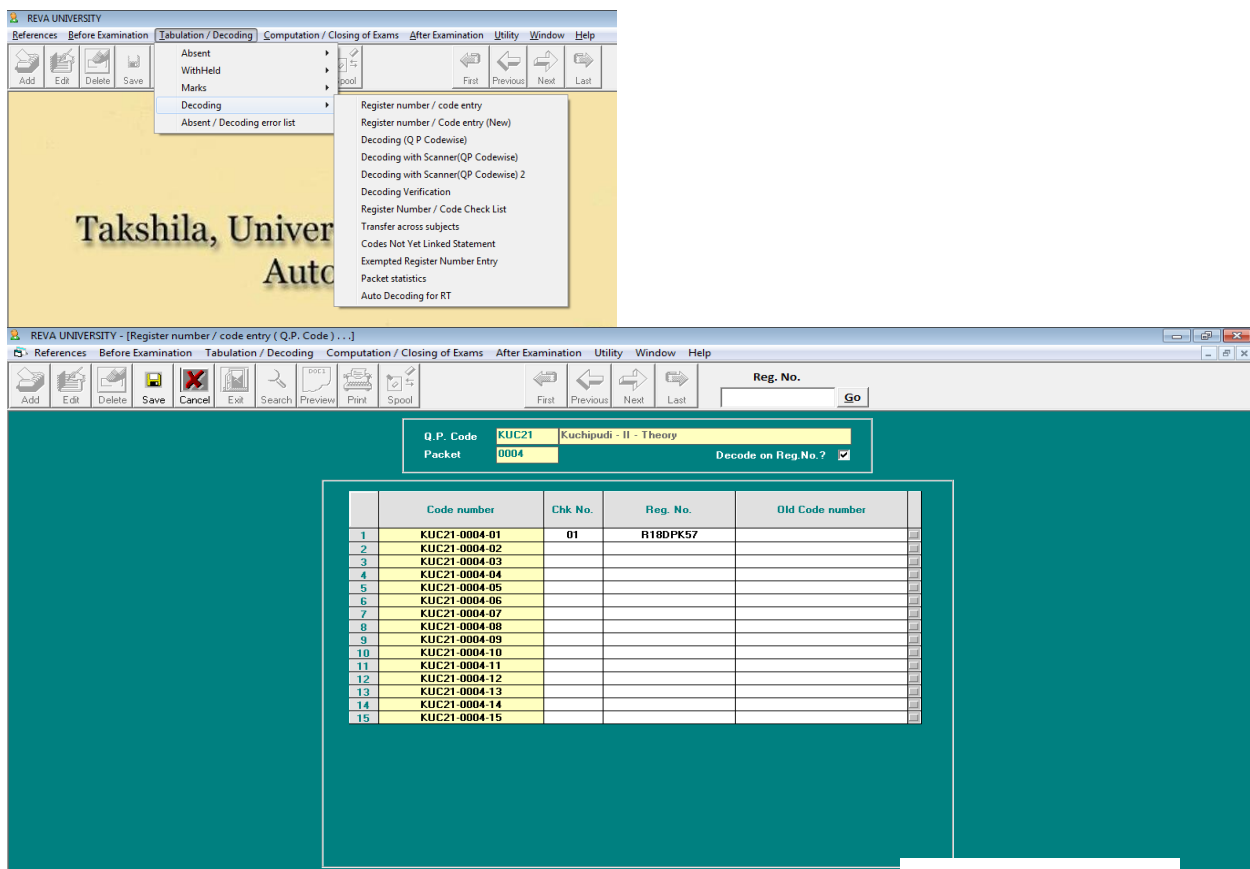 REVA UNIVERSITY
References Before Examination Tabulation / Decoding Computation / Closing of Exams After Examination Utility Window Help
Add Edit Delete Save pool First Previous Next Last
Absent
WithHeld
Marks
Decoding
Absent / Decoding error list
Register number / code entry
Register number / Code entry (New)
Decoding (Q P Codewise)
Decoding with Scanner(QP Codewise)
Decoding with Scanner(QP Codewise) 2
Decoding Verification
Register Number / Code Check List
Transfer across subjects
Codes Not Yet Linked Statement
Exempted Register Number Entry
Packet statistics
Auto Decoding for RT
Takshila, Univer
Auto
REVA UNIVERSITY - [Register number / code entry ( Q.P. Code ) . . .]
References Before Examination Tabulation / Decoding Computation / Closing of Exams After Examination Utility Window Help
Add Edit Delete Save Cancel Exit Search Preview Print Spool First Previous Next Last
Reg. No.
Go
Q.P. Code KUC21 Kuchipudi - II - Theory
Packet 0004 Decode on Reg.No.?
Code number Chk No. Reg. No. Old Code number
1 KUC21-0004-01 01 R18DPK57
2 KUC21-0004-02
3 KUC21-0004-03
4 KUC21-0004-04
5 KUC21-0004-05
6 KUC21-0004-06
7 KUC21-0004-07
8 KUC21-0004-08
9 KUC21-0004-09
10 KUC21-0004-10
11 KUC21-0004-11
12 KUC21-0004-12
13 KUC21-0004-13
14 KUC21-0004-14
15 KUC21-0004-15